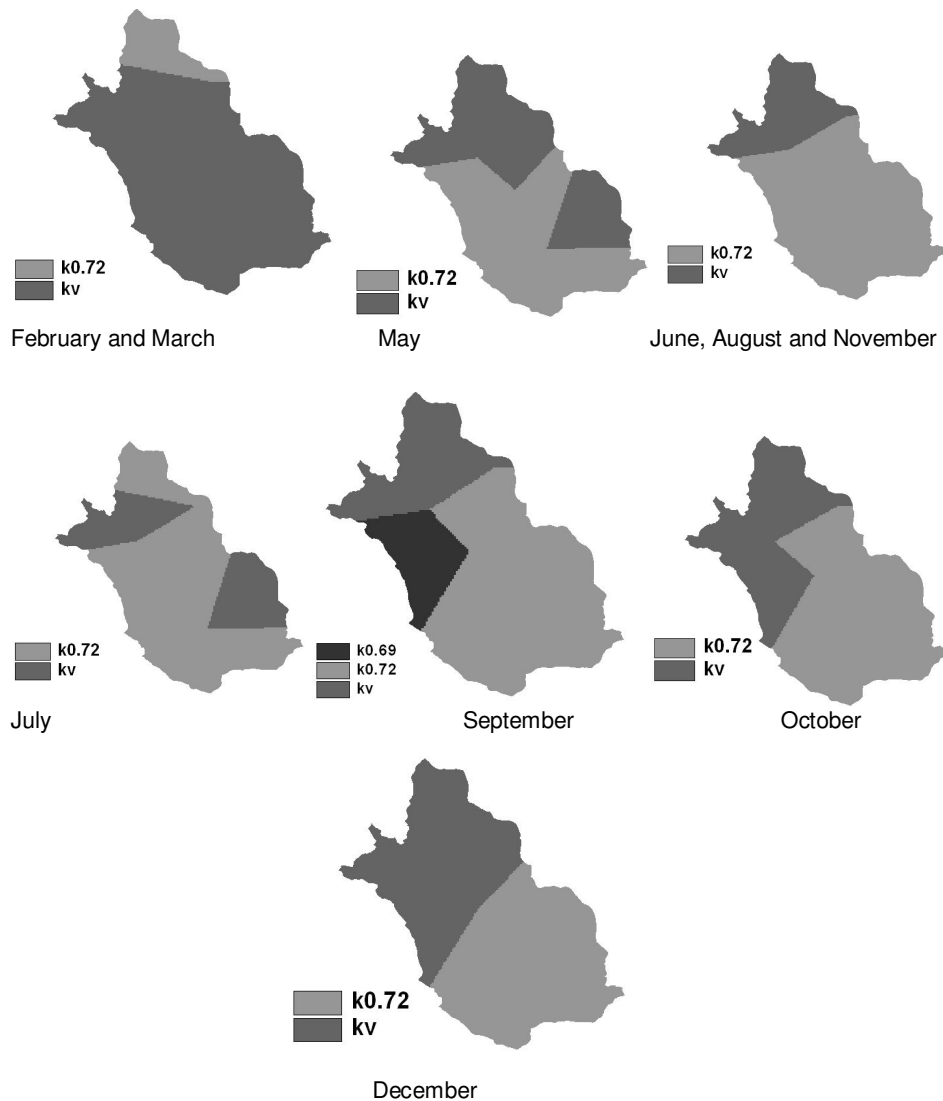 k0.72
kv
February and March
k0.72
kv
May
k0.72
kv
June, August and November
k0.72
kv
July
k0.69
k0.72
kv
September
k0.72
kv
October
k0.72
kv
December